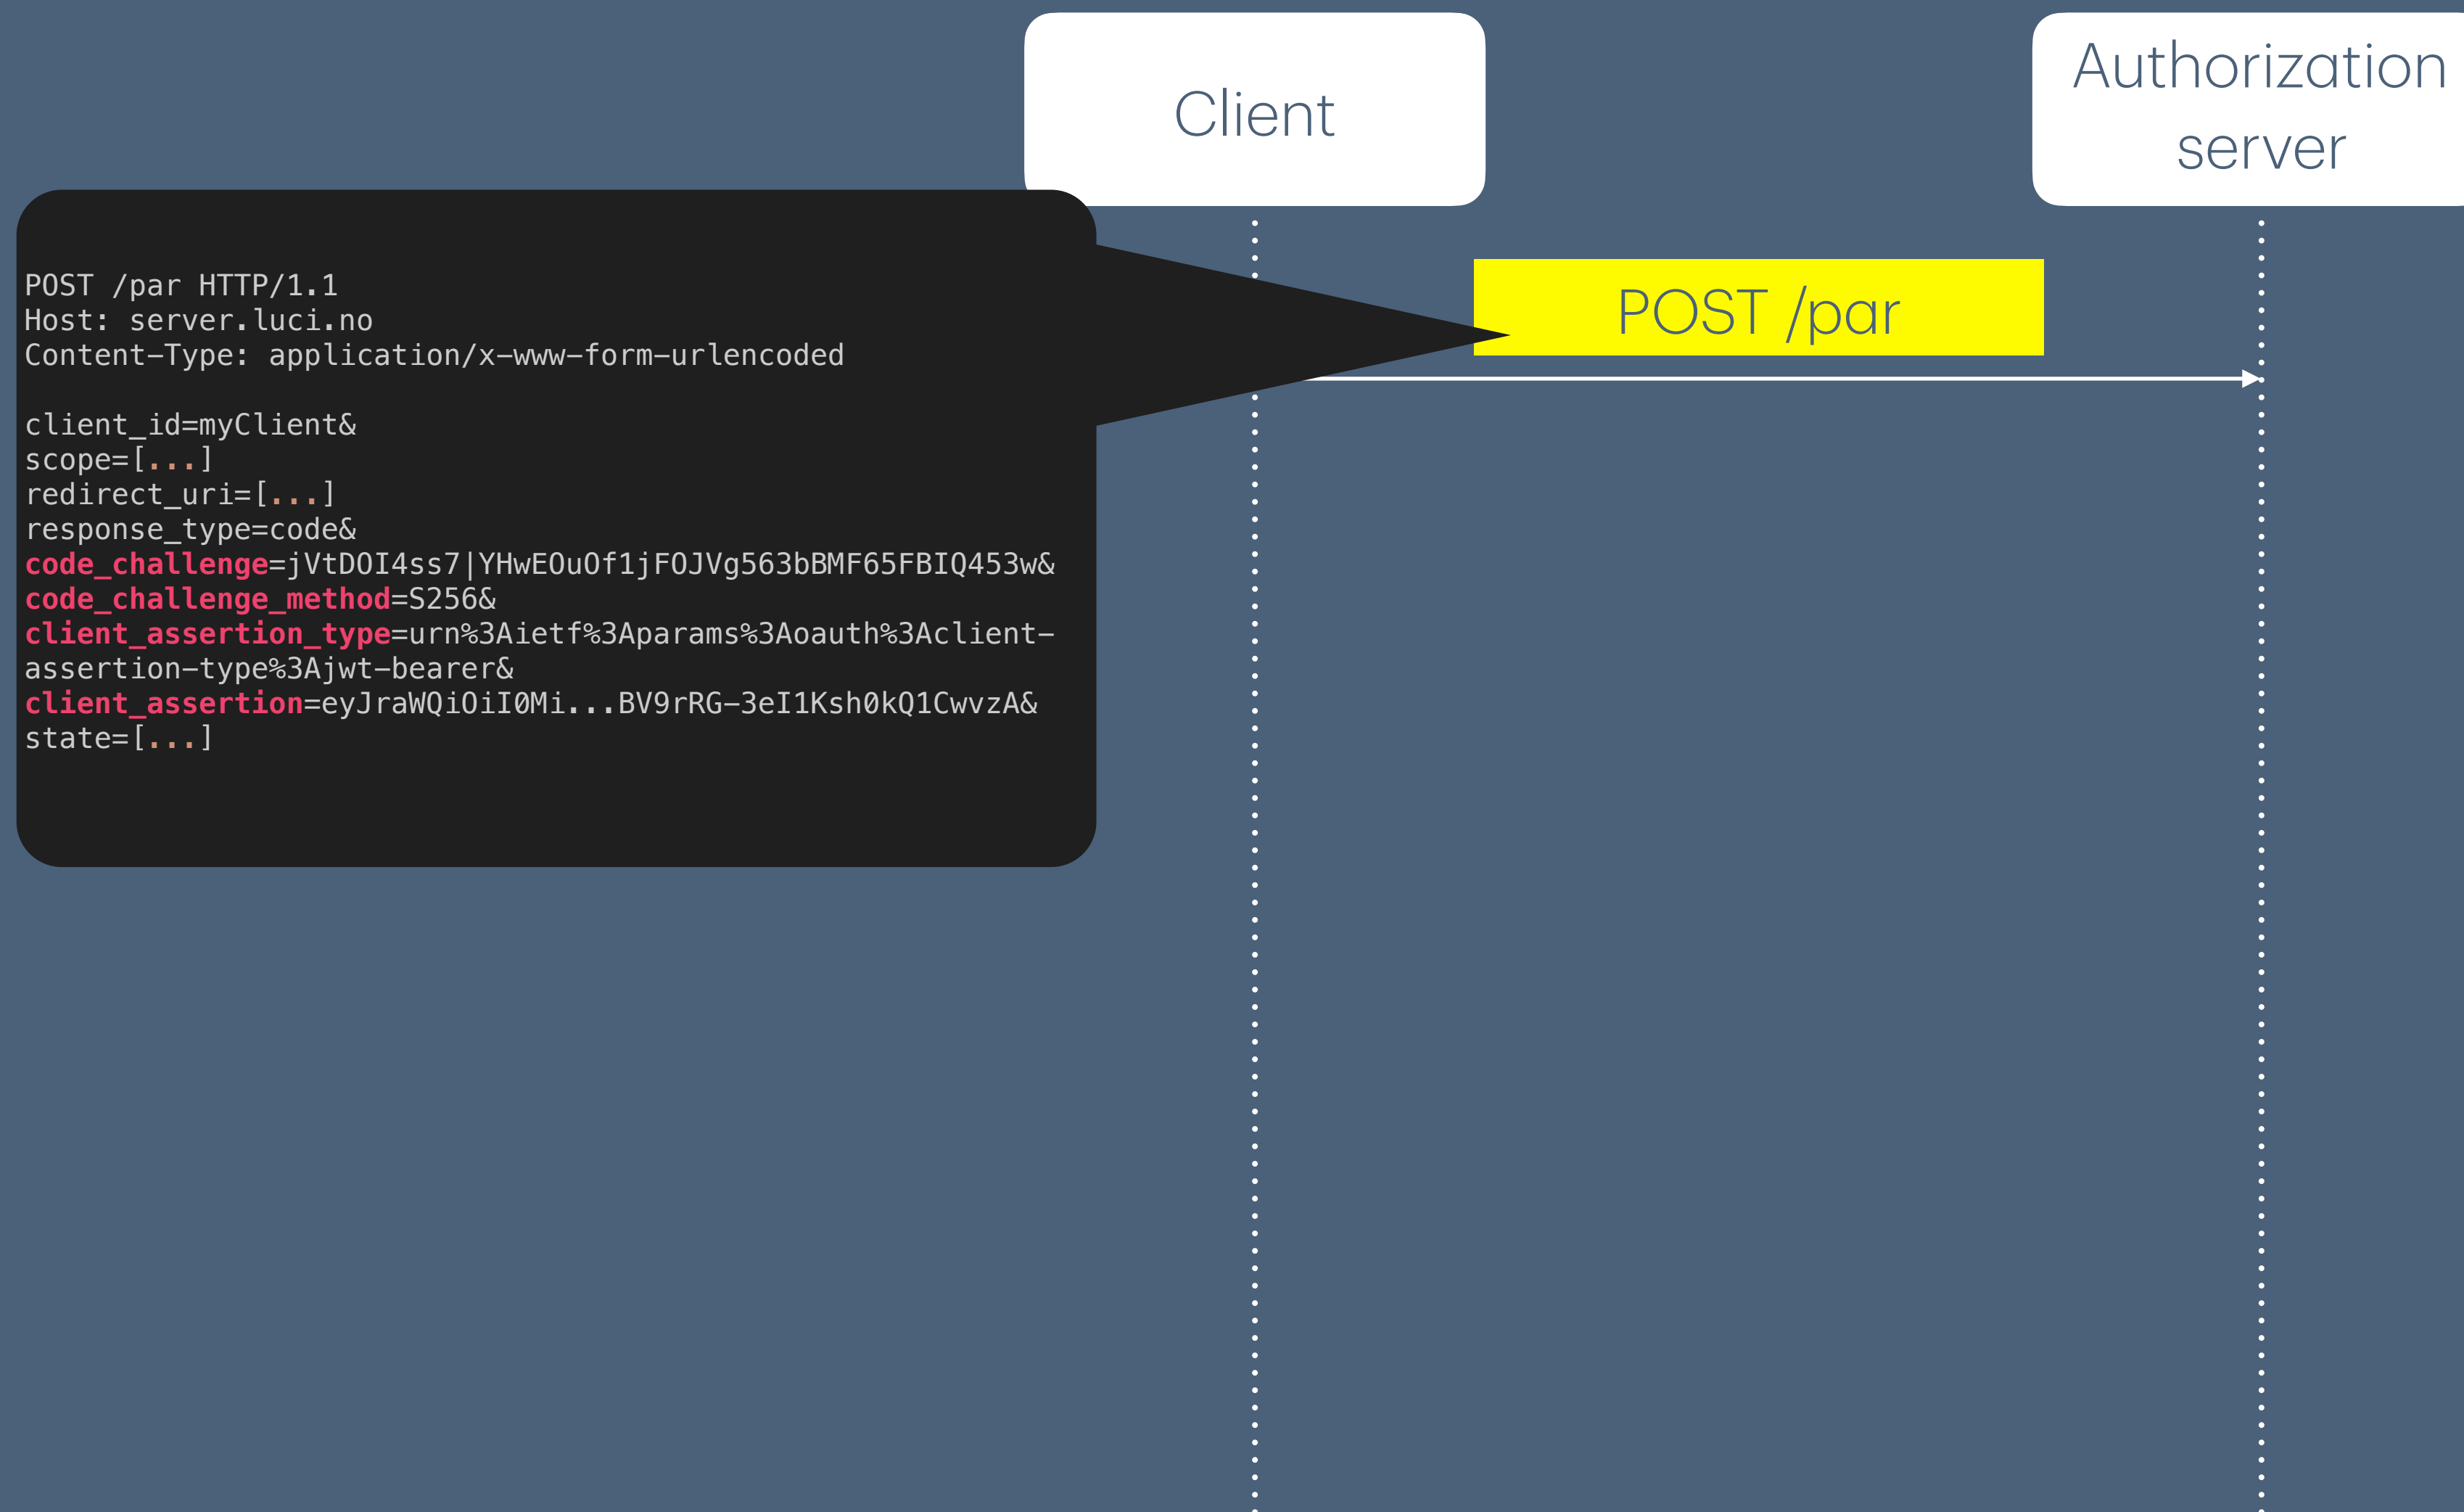 Client
Authorization
server
POST /par
POST /par HTTP/1.1
Host: server.luci.no
Content-Type: application/x-www-form-urlencoded
client_id=myClient&
scope=[...]
redirect_uri=[...]
response_type=code&
code_challenge=jVtDOI4ss7|YHwEOuOf1jFOJVg563bBMF65FBIQ453w&
code_challenge_method=S256&
client_assertion_type=urn%3Aietf%3Aparams%3Aoauth%3Aclient-
assertion-type%3Ajwt-bearer&
client_assertion=eyJraWQiOiI0Mi...BV9rRG-3eI1Ksh0kQ1CwvzA&
state=[...]